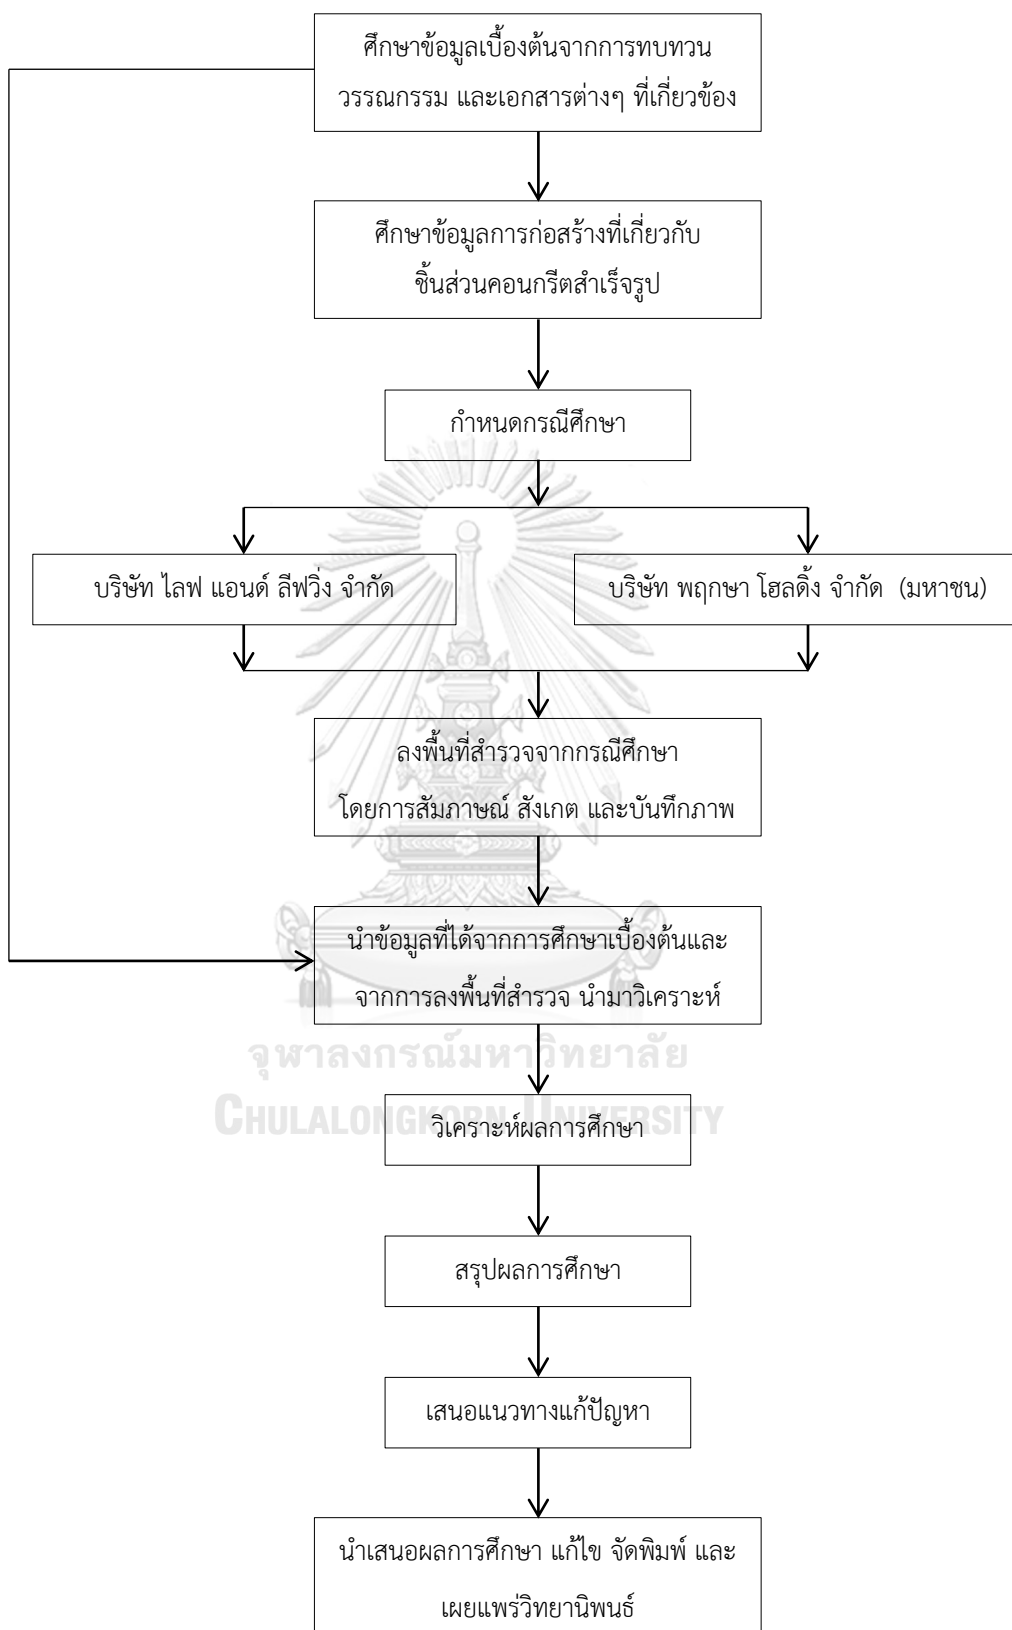 ศึกษาข้อมูลเบื้องต้นจากการทบทวน
วรรณกรรม และเอกสารต่างๆ ที่เกี่ยวข้อง
ศึกษาข้อมูลการก่อสร้างที่เกี่ยวกับ
ชิ้นส่วนคอนกรีตสำเร็จรูป
กำหนดกรณีศึกษา
บริษัท ไลฟ แอนด์ ลีฟวิ่ง จำกัด
บริษัท พฤกษา โฮลดิ้ง จำกัด (มหาชน)
ลงพื้นที่สำรวจจากกรณีศึกษา
โดยการสัมภาษณ์ สังเกต และบันทึกภาพ
นำข้อมูลที่ได้จากการศึกษาเบื้องต้นและ
จากการลงพื้นที่สำรวจ นำมาวิเคราะห์
จุฬาลงกรณ์มหาวิทยาลัย
CHULALONGKORN UNIVERSITY
วิเคราะห์ผลการศึกษา
สรุปผลการศึกษา
เสนอแนวทางแก้ปัญหา
นำเสนอผลการศึกษา แก้ไข จัดพิมพ์ และ
เผยแพร่วิทยานิพนธ์